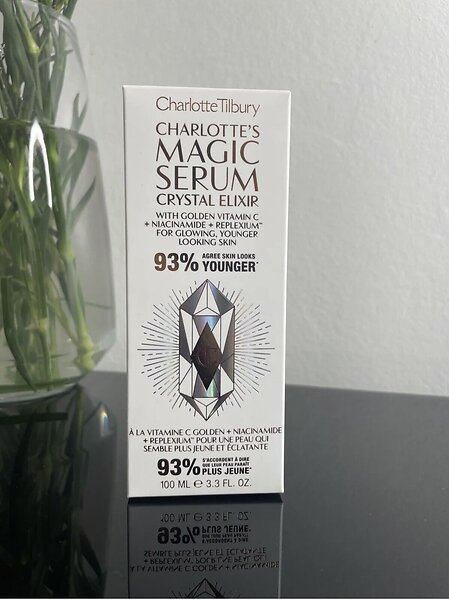 CharlotteTilbury
CHARLOTTE'S
MAGIC
SERUM
CRYSTAL ELIXIR
WITH GOLDEN VITAMIN C
+ NIACINAMIDE + REPLEXIUM™
FOR GLOWING, YOUNGER
LOOKING SKIN
93% AGREE SKIN LOOKS
YOUNGER*
À LA VITAMINE C GOLDEN + NIACINAMIDE
+ REPLEXIUM™ POUR UNE PEAU QUI
SEMBLE PLUS JEUNE ET ÉCLATANTE
93% S'ACCORDENT À DIRE
QUE LEUR PEAU PARAÎT
PLUS JEUNE*
100 ML ℮ 3.3 FL. OZ.